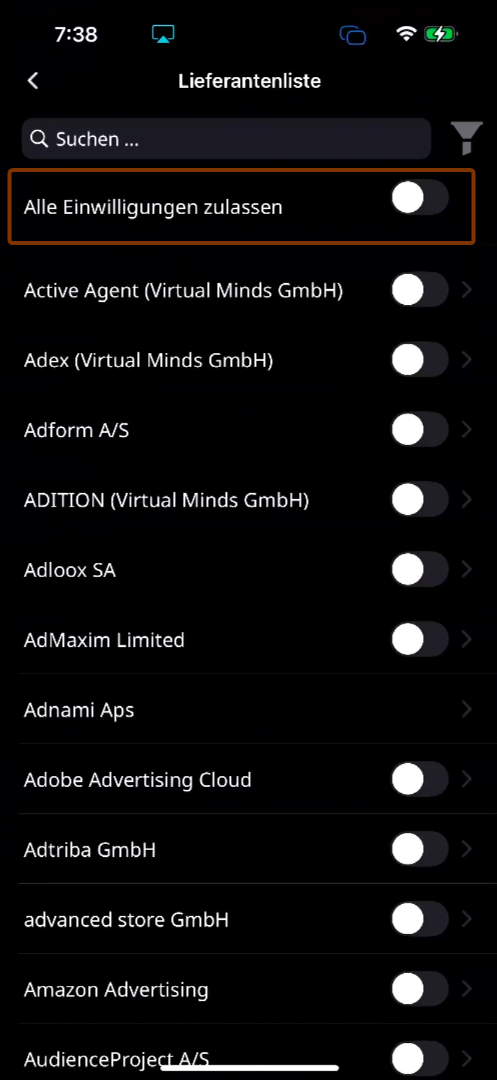 7:38
Lieferantenliste
Suchen ...
Alle Einwilligungen zulassen
Active Agent (Virtual Minds GmbH)
Adex (Virtual Minds GmbH)
Adform A/S
ADITION (Virtual Minds GmbH)
Adloox SA
AdMaxim Limited
Adnami Aps
Adobe Advertising Cloud
Adtriba GmbH
advanced store GmbH
Amazon Advertising
AudienceProject A/S